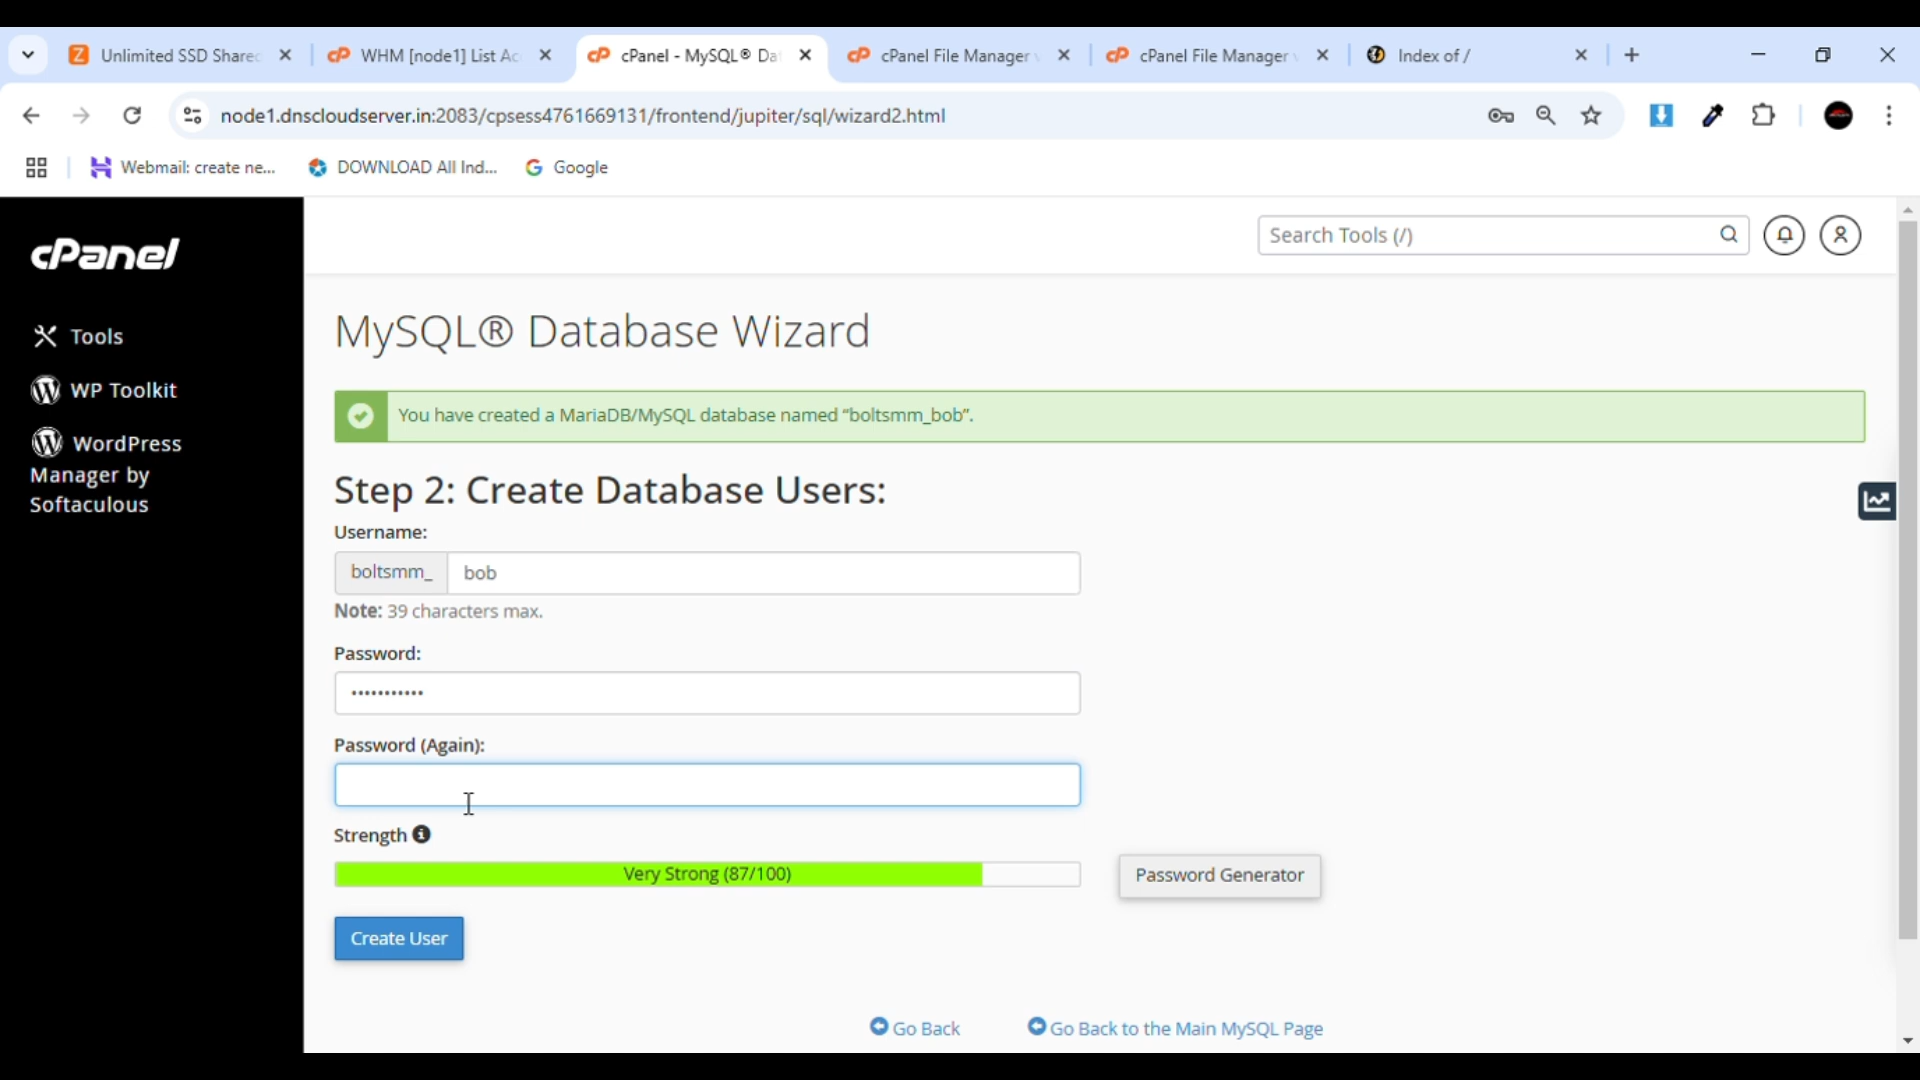 Unlimited SSD Share
WHM [node1] List Ac
cPanel - MySQL® Da
cPanel File Manager
cPanel File Manager
Index of /
node1.dnscloudserver.in:2083/cpsess4761669131/frontend/jupiter/sql/wizard2.html
Webmail: create ne...
DOWNLOAD All Ind...
Google
cPanel
Search Tools (/)
Tools
WP Toolkit
WordPress
Manager by
Softaculous
MySQL® Database Wizard
You have created a MariaDB/MySQL database named “boltsmm_bob”.
Step 2: Create Database Users:
Username:
boltsmm_ bob
Note: 39 characters max.
Password:
•••••••••••
Password (Again):
Strength
Very Strong (87/100)
Password Generator
Create User
Go Back
Go Back to the Main MySQL Page